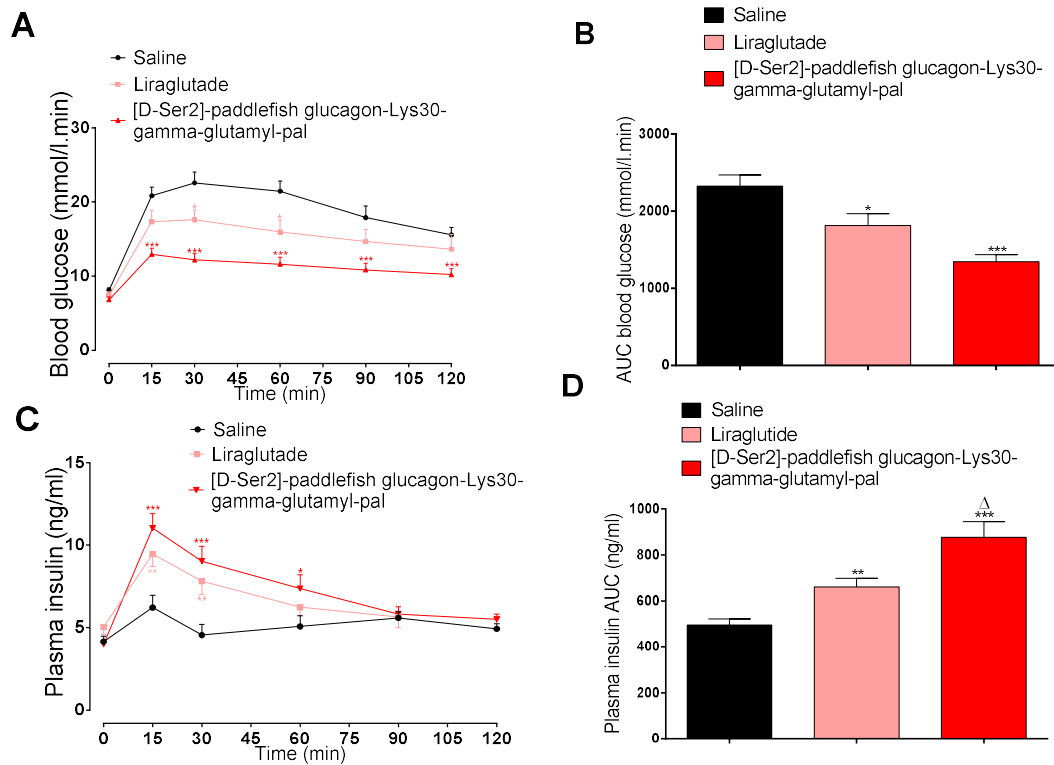 A
Saline
Liraglutade
[D-Ser2]-paddlefish glucagon-Lys30-
gamma-glutamyl-pal
Blood glucose (mmol/l.min)
30
20
10
0
*
*
***
***
***
***
***
0 15 30 45 60 75 90 105 120
Time (min)
B
Saline
Liraglutade
[D-Ser2]-paddlefish glucagon-Lys30-
gamma-glutamyl-pal
AUC blood glucose (mmol/l.min)
3000
2000
1000
0
*
***
C
Saline
Liraglutade
[D-Ser2]-paddlefish glucagon-Lys30-
gamma-glutamyl-pal
Plasma insulin (ng/ml)
15
10
5
0
***
***
*
**
**
0 15 30 45 60 75 90 105 120
Time (min)
D
Saline
Liraglutide
[D-Ser2]-paddlefish glucagon-Lys30-
gamma-glutamyl-pal
Plasma insulin AUC (ng/ml)
1000
800
600
400
200
0
**
Δ
***